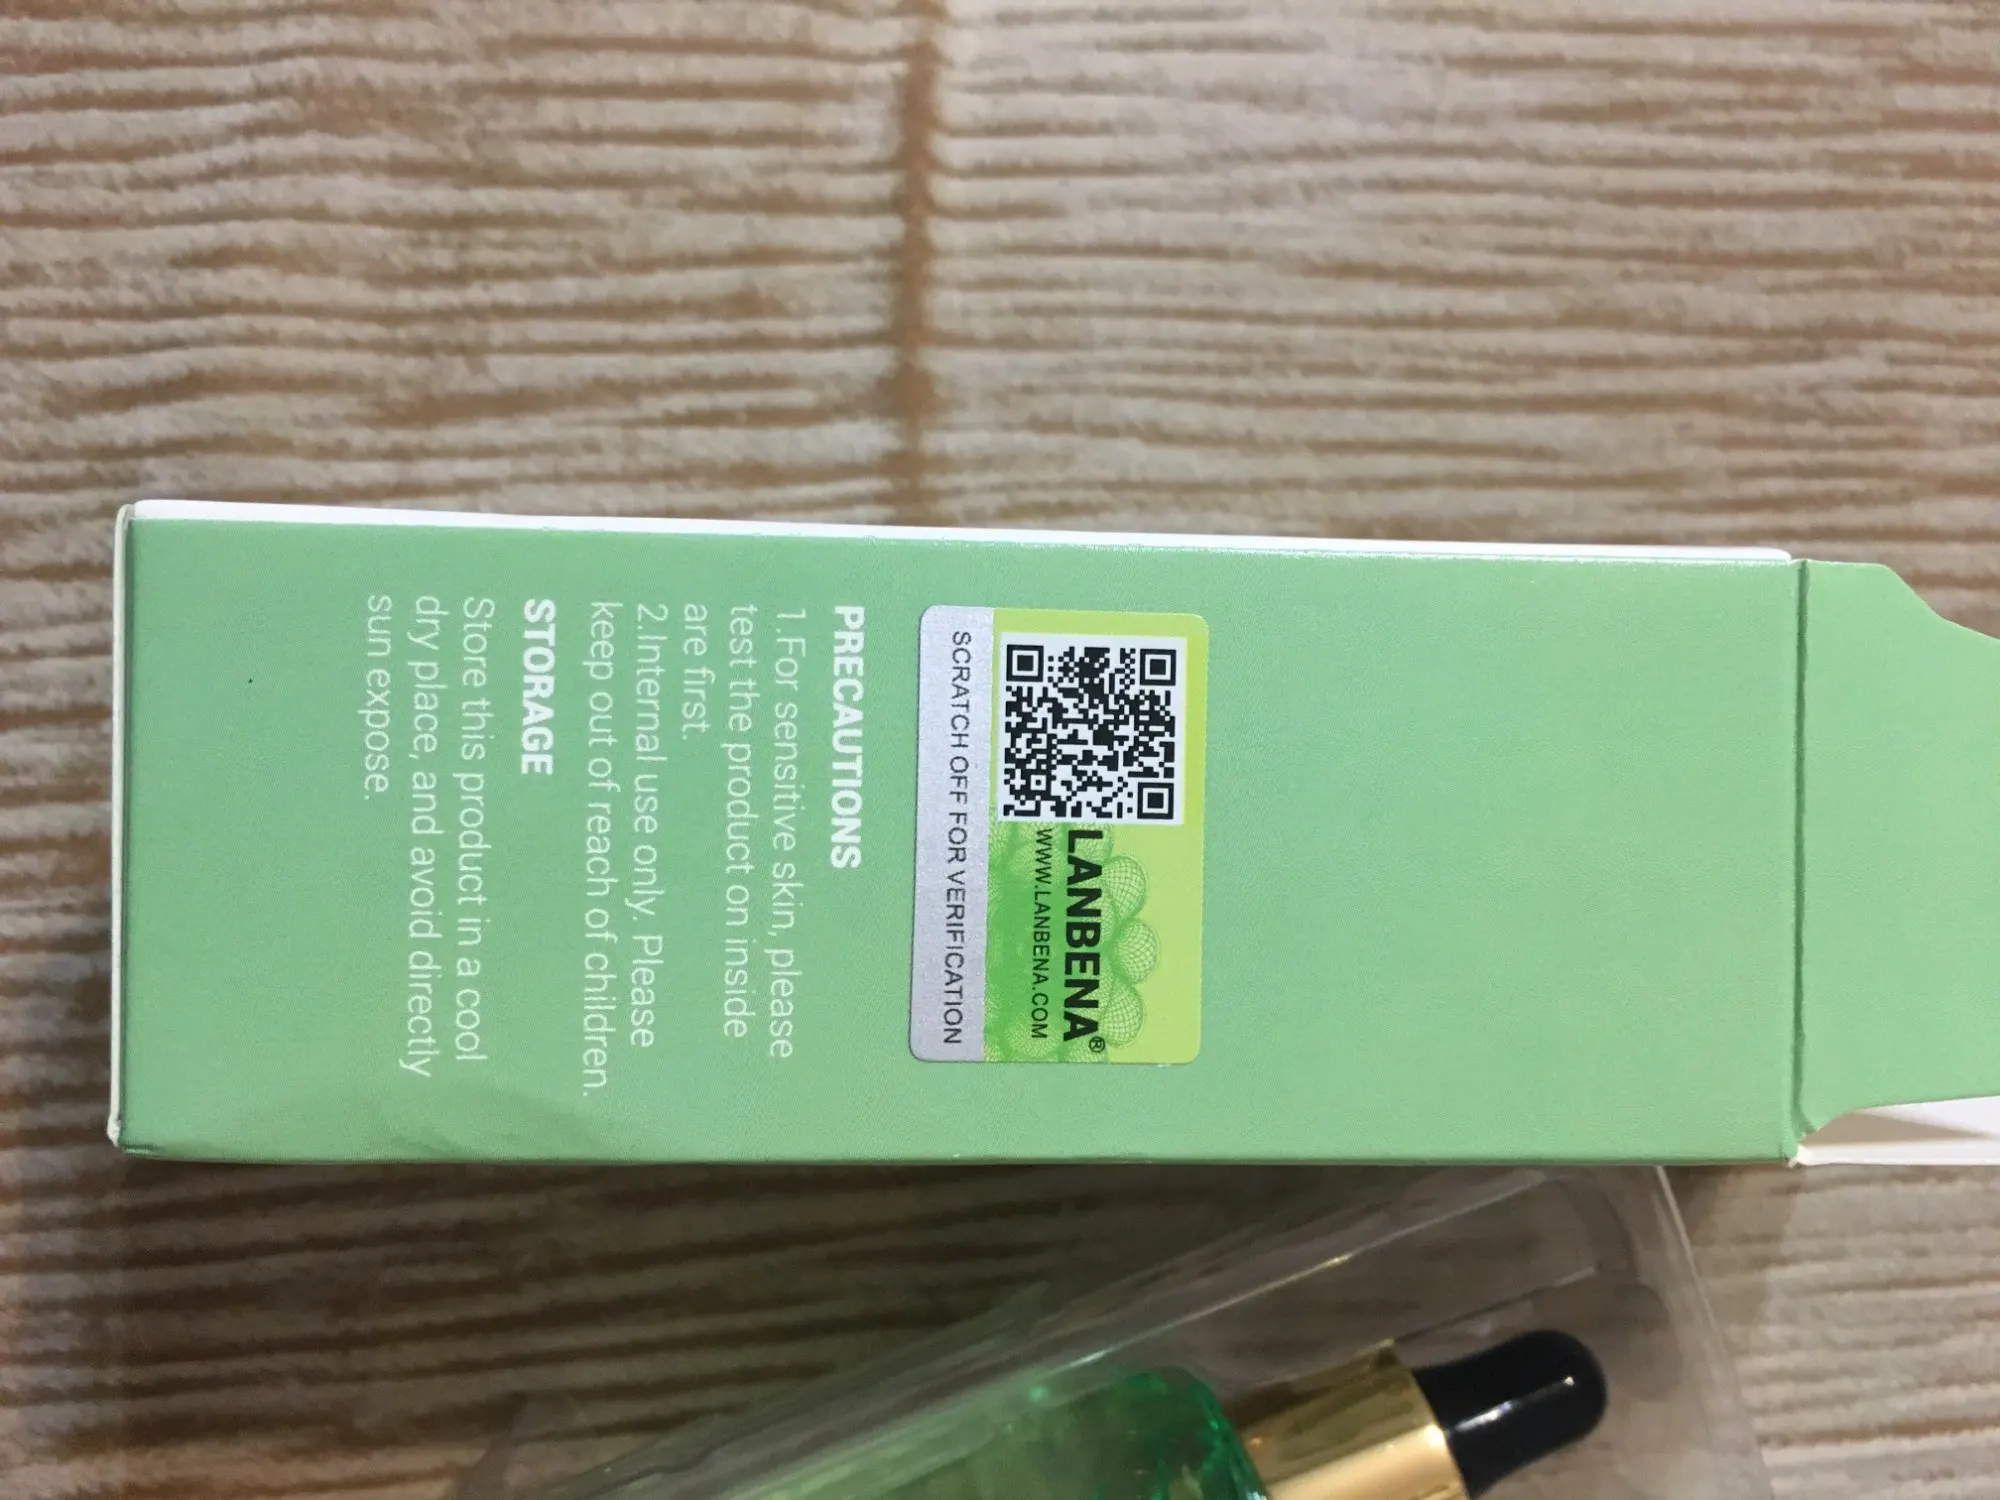 LANBENA®
WWW.LANBENA.COM
SCRATCH OFF FOR VERIFICATION
PRECAUTIONS
1.For sensitive skin, please
test the product on inside
are first.
2.Internal use only. Please
keep out of reach of children.
STORAGE
Store this product in a cool
dry place, and avoid directly
sun expose.